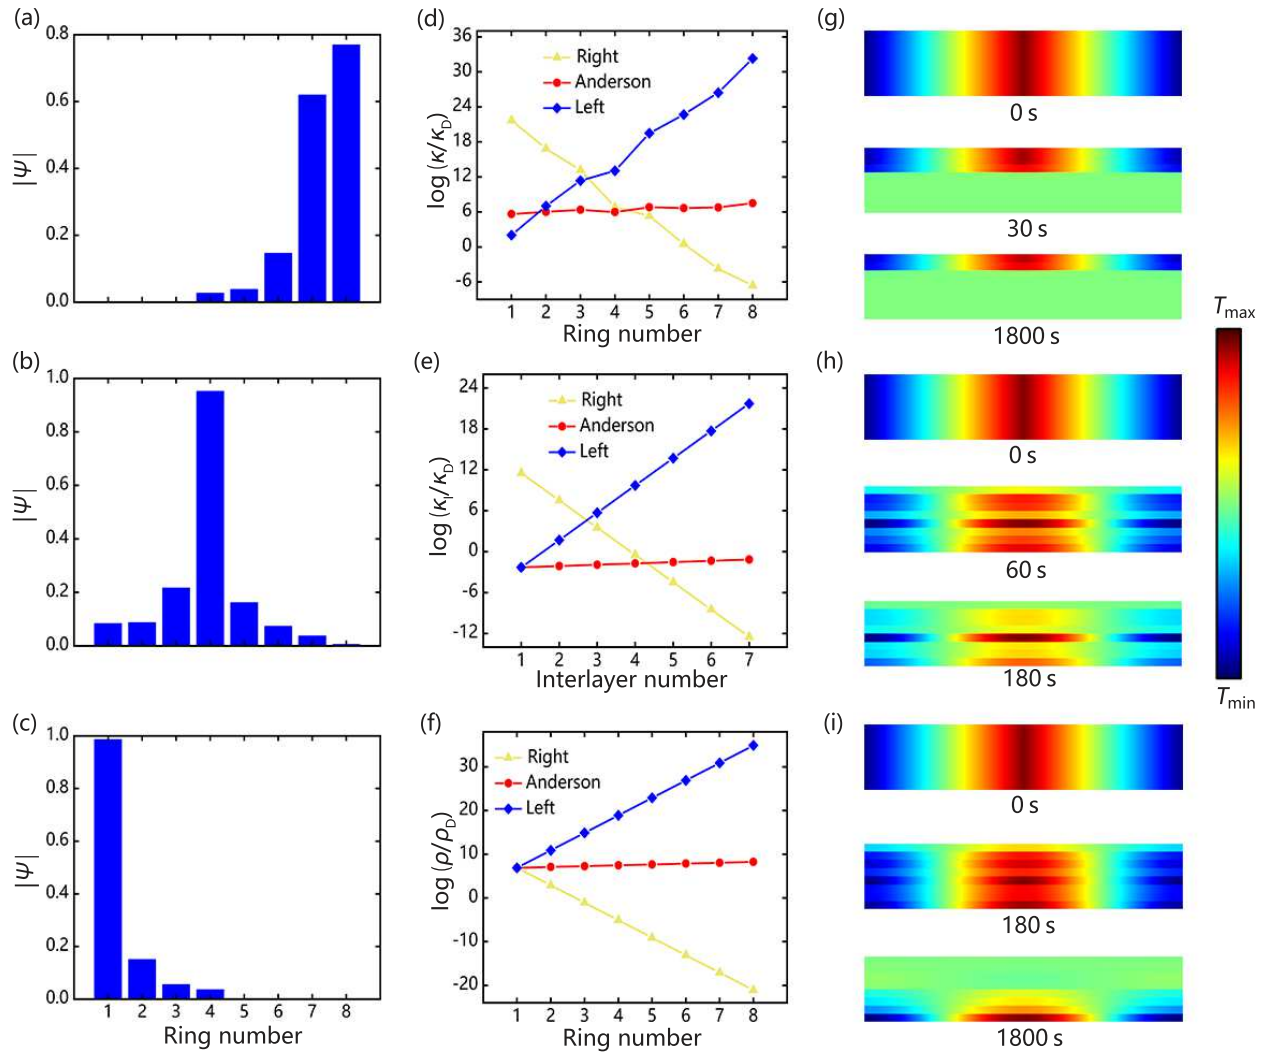 (a)
0.8
0.6
0.4
0.2
0.0
|Ψ|
(b)
1.0
0.8
0.6
0.4
0.2
0.0
|Ψ|
(c)
1.0
0.8
0.6
0.4
0.2
0.0
|Ψ|
1 2 3 4 5 6 7 8
Ring number
(d)
36
30
24
18
12
6
0
-6
log (κ/κD)
Right
Anderson
Left
1 2 3 4 5 6 7 8
Ring number
(e)
24
18
12
6
0
-6
-12
log (κI/κD)
Right
Anderson
Left
1 2 3 4 5 6 7
Interlayer number
(f)
30
20
10
0
-10
-20
log (ρ/ρD)
Right
Anderson
Left
1 2 3 4 5 6 7 8
Ring number
(g)
0 s
30 s
1800 s
(h)
0 s
60 s
180 s
(i)
0 s
180 s
1800 s
Tmax
Tmin